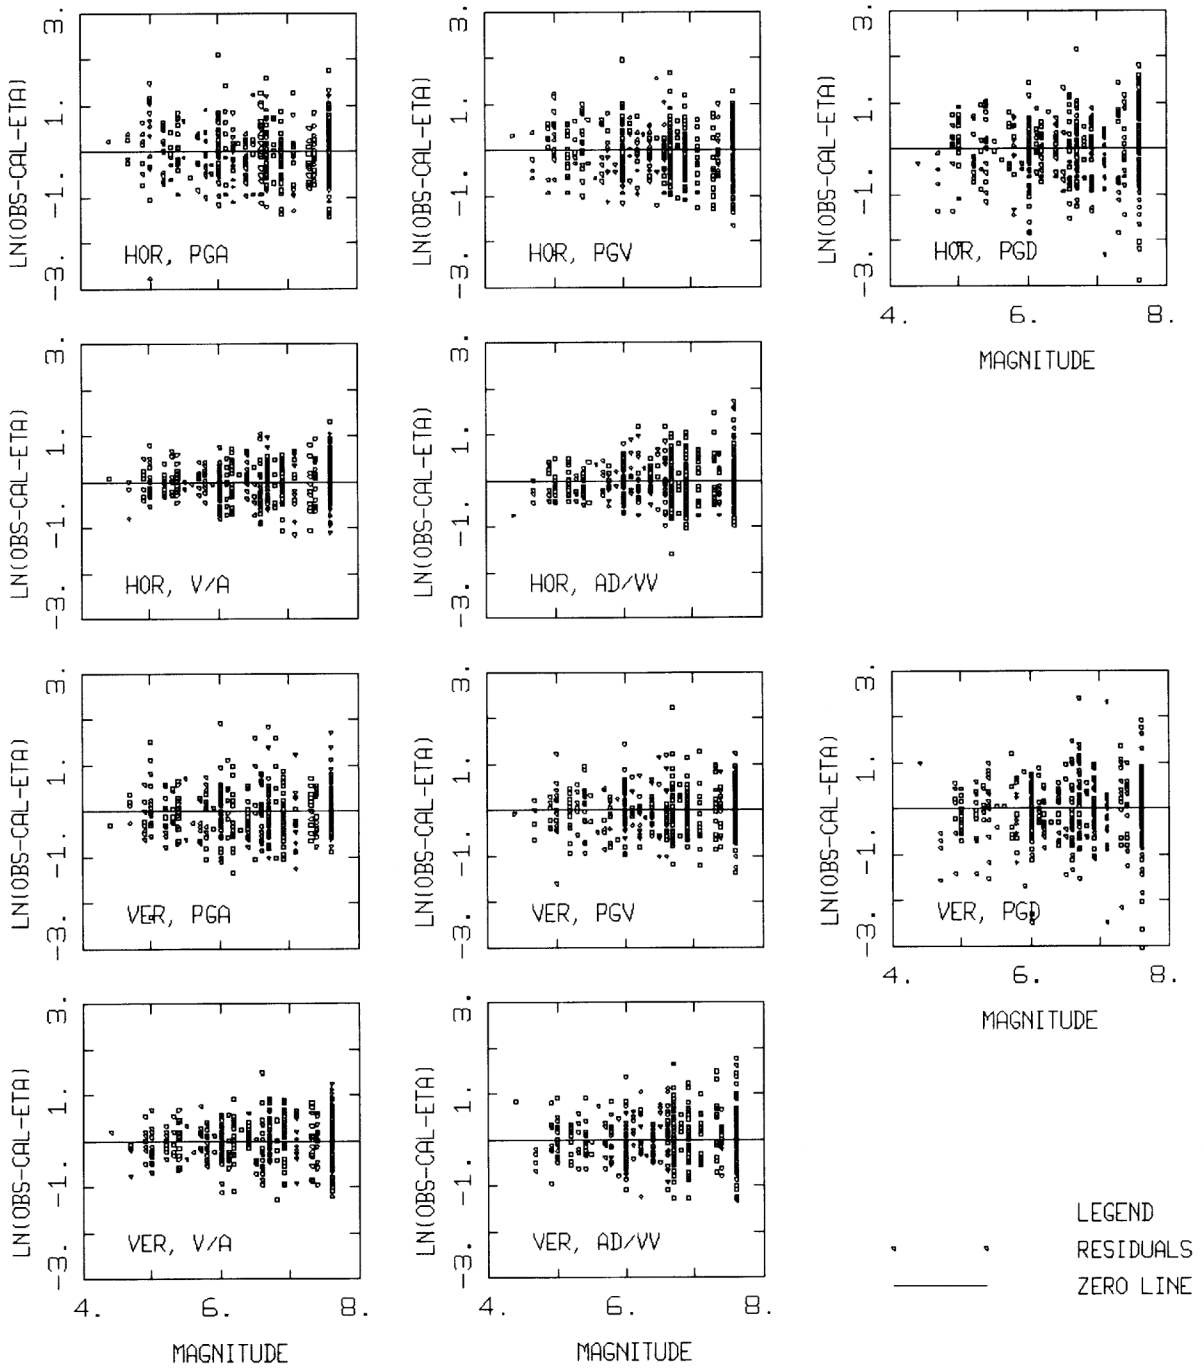 LN(OBS-CAL-ETA)
3.
1.
-1.
-3.
HOR, PGA
LN(OBS-CAL-ETA)
3.
1.
-1.
-3.
HOR, PGV
LN(OBS-CAL-ETA)
3.
1.
-1.
-3.
HOR, PGD
4. 6. 8.
MAGNITUDE
LN(OBS-CAL-ETA)
3.
1.
-1.
-3.
HOR, V/A
LN(OBS-CAL-ETA)
3.
1.
-1.
-3.
HOR, AD/VV
LN(OBS-CAL-ETA)
3.
1.
-1.
-3.
VER, PGA
LN(OBS-CAL-ETA)
3.
1.
-1.
-3.
VER, PGV
LN(OBS-CAL-ETA)
3.
1.
-1.
-3.
VER, PGD
4. 6. 8.
MAGNITUDE
LN(OBS-CAL-ETA)
3.
1.
-1.
-3.
VER, V/A
4. 6. 8.
MAGNITUDE
LN(OBS-CAL-ETA)
3.
1.
-1.
-3.
VER, AD/VV
4. 6. 8.
MAGNITUDE
LEGEND
RESIDUALS
ZERO LINE